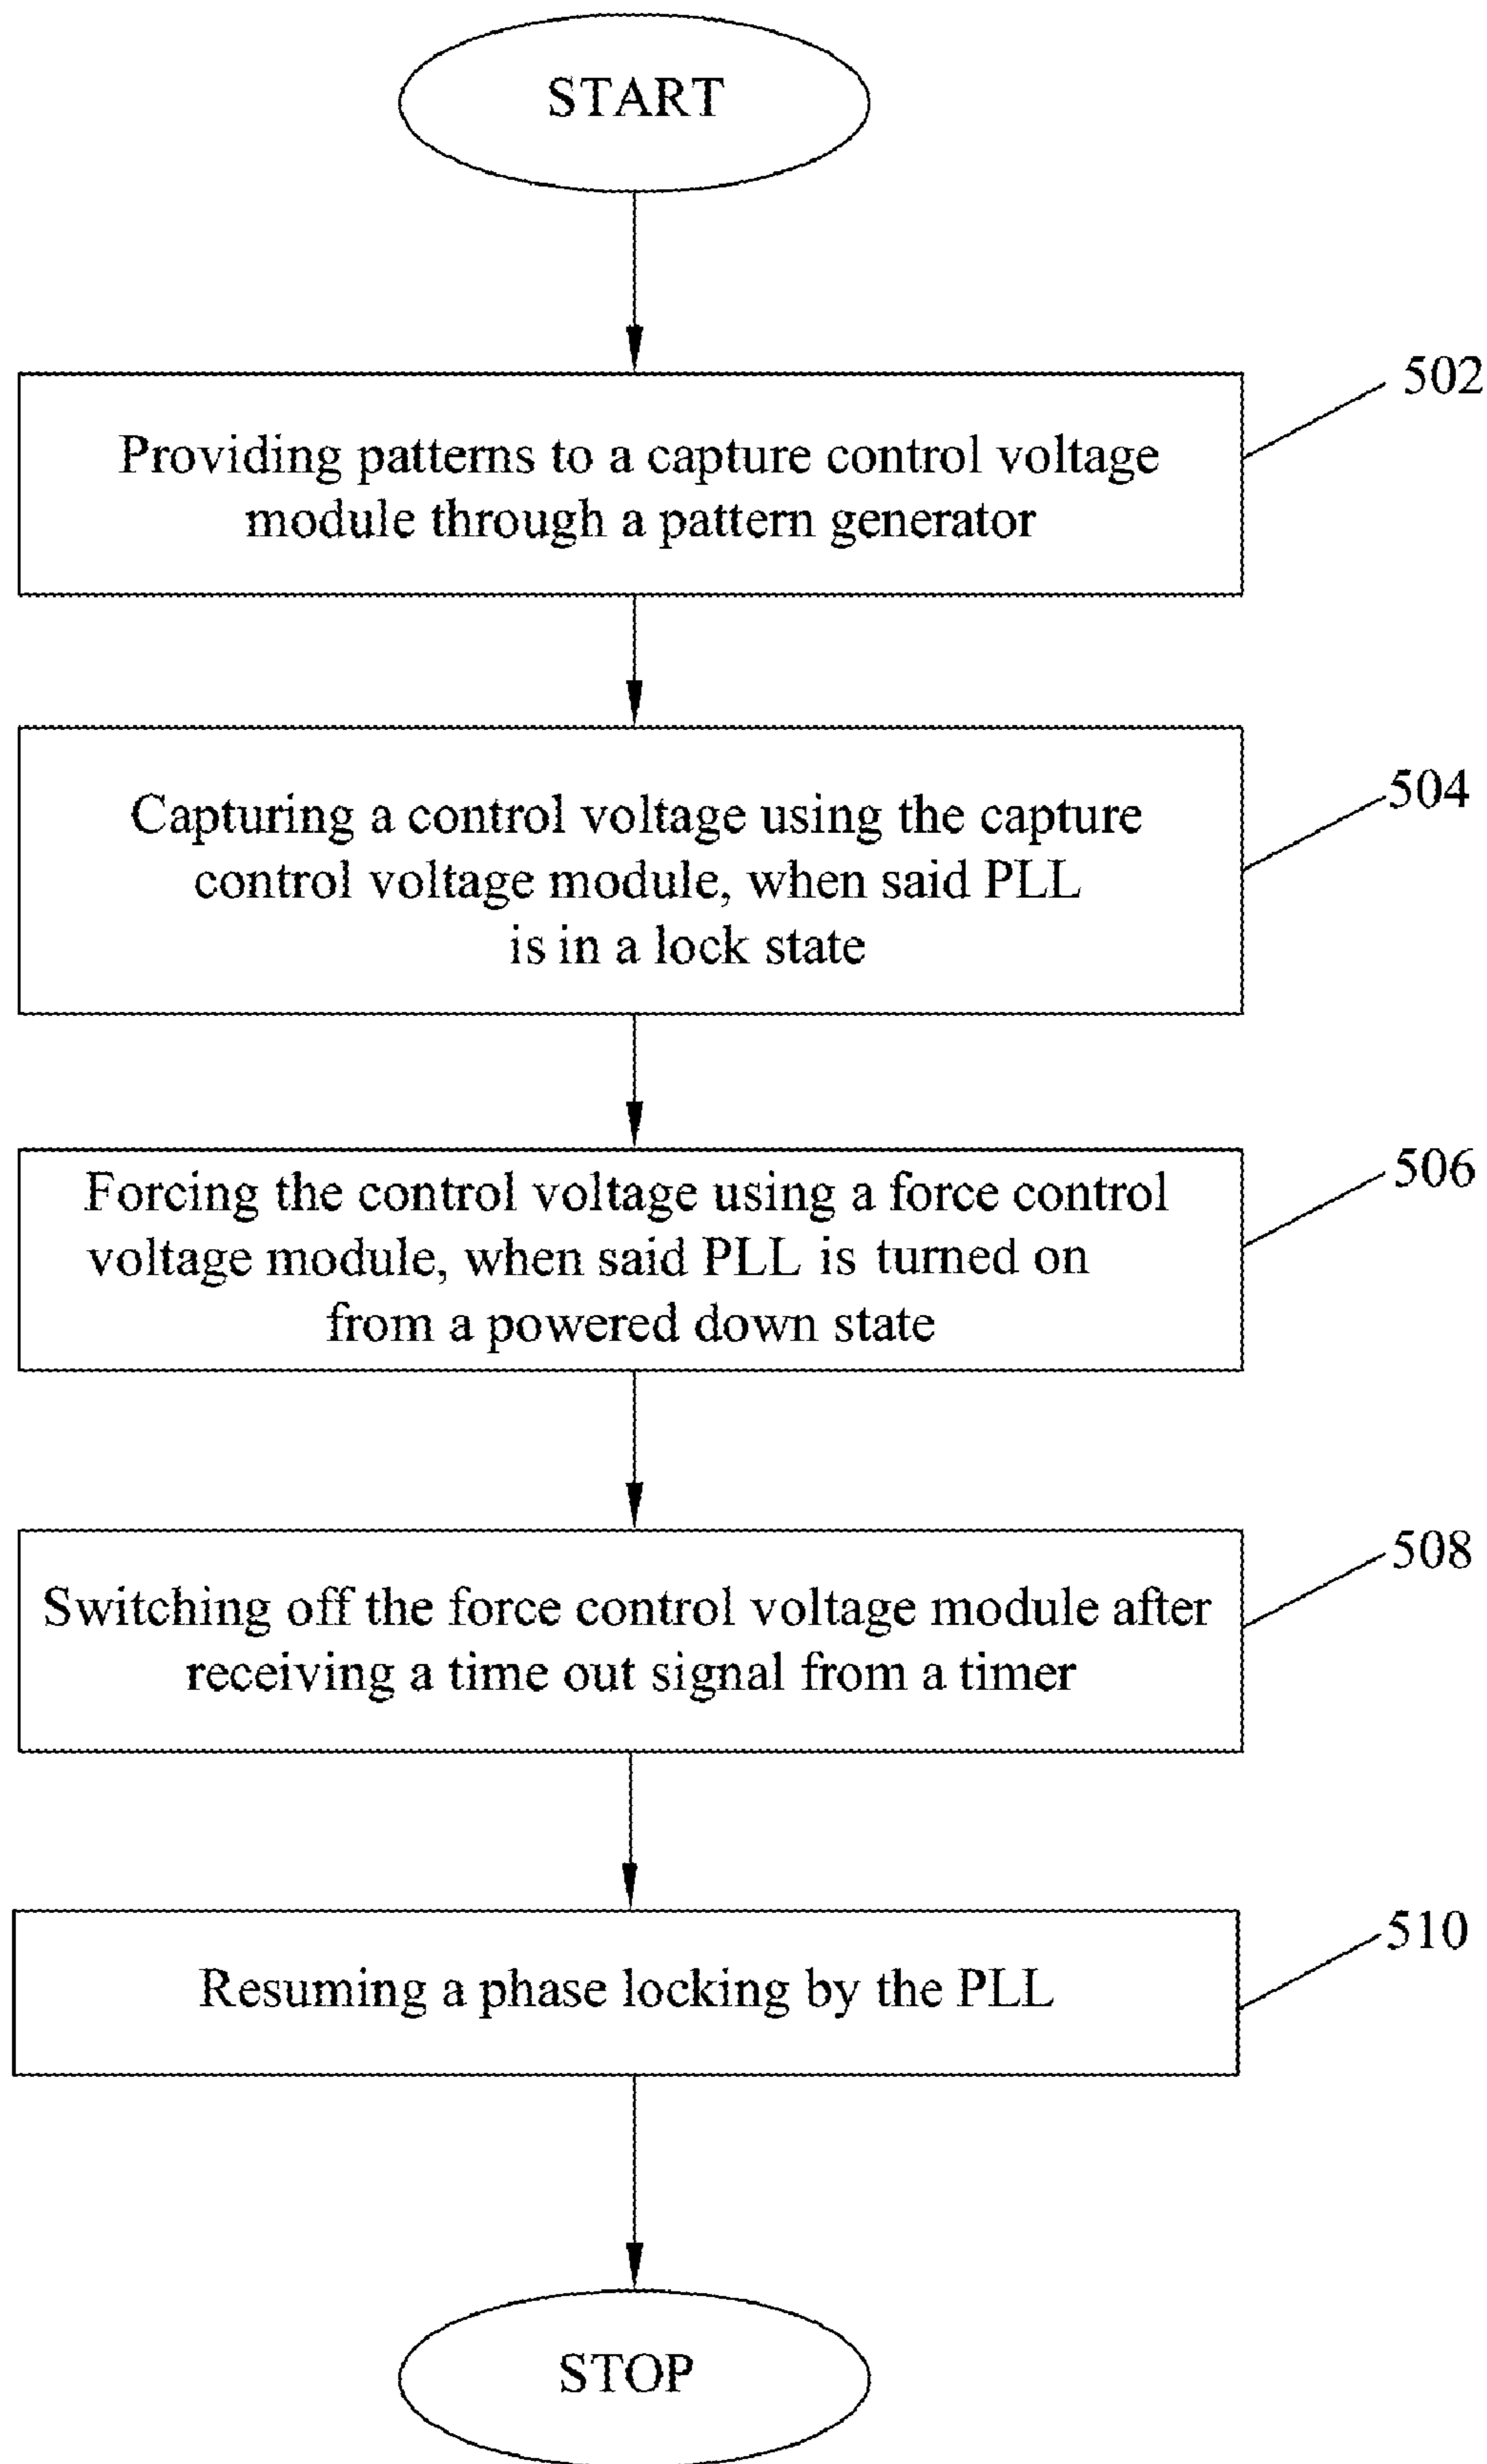 START
502
Providing patterns to a capture control voltage
module through a pattern generator
504
Capturing a control voltage using the capture
control voltage module, when said PLL
is in a lock state
506
Forcing the control voltage using a force control
voltage module, when said PLL is turned on
from a powered down state
508
Switching off the force control voltage module after
receiving a time out signal from a timer
510
Resuming a phase locking by the PLL
STOP